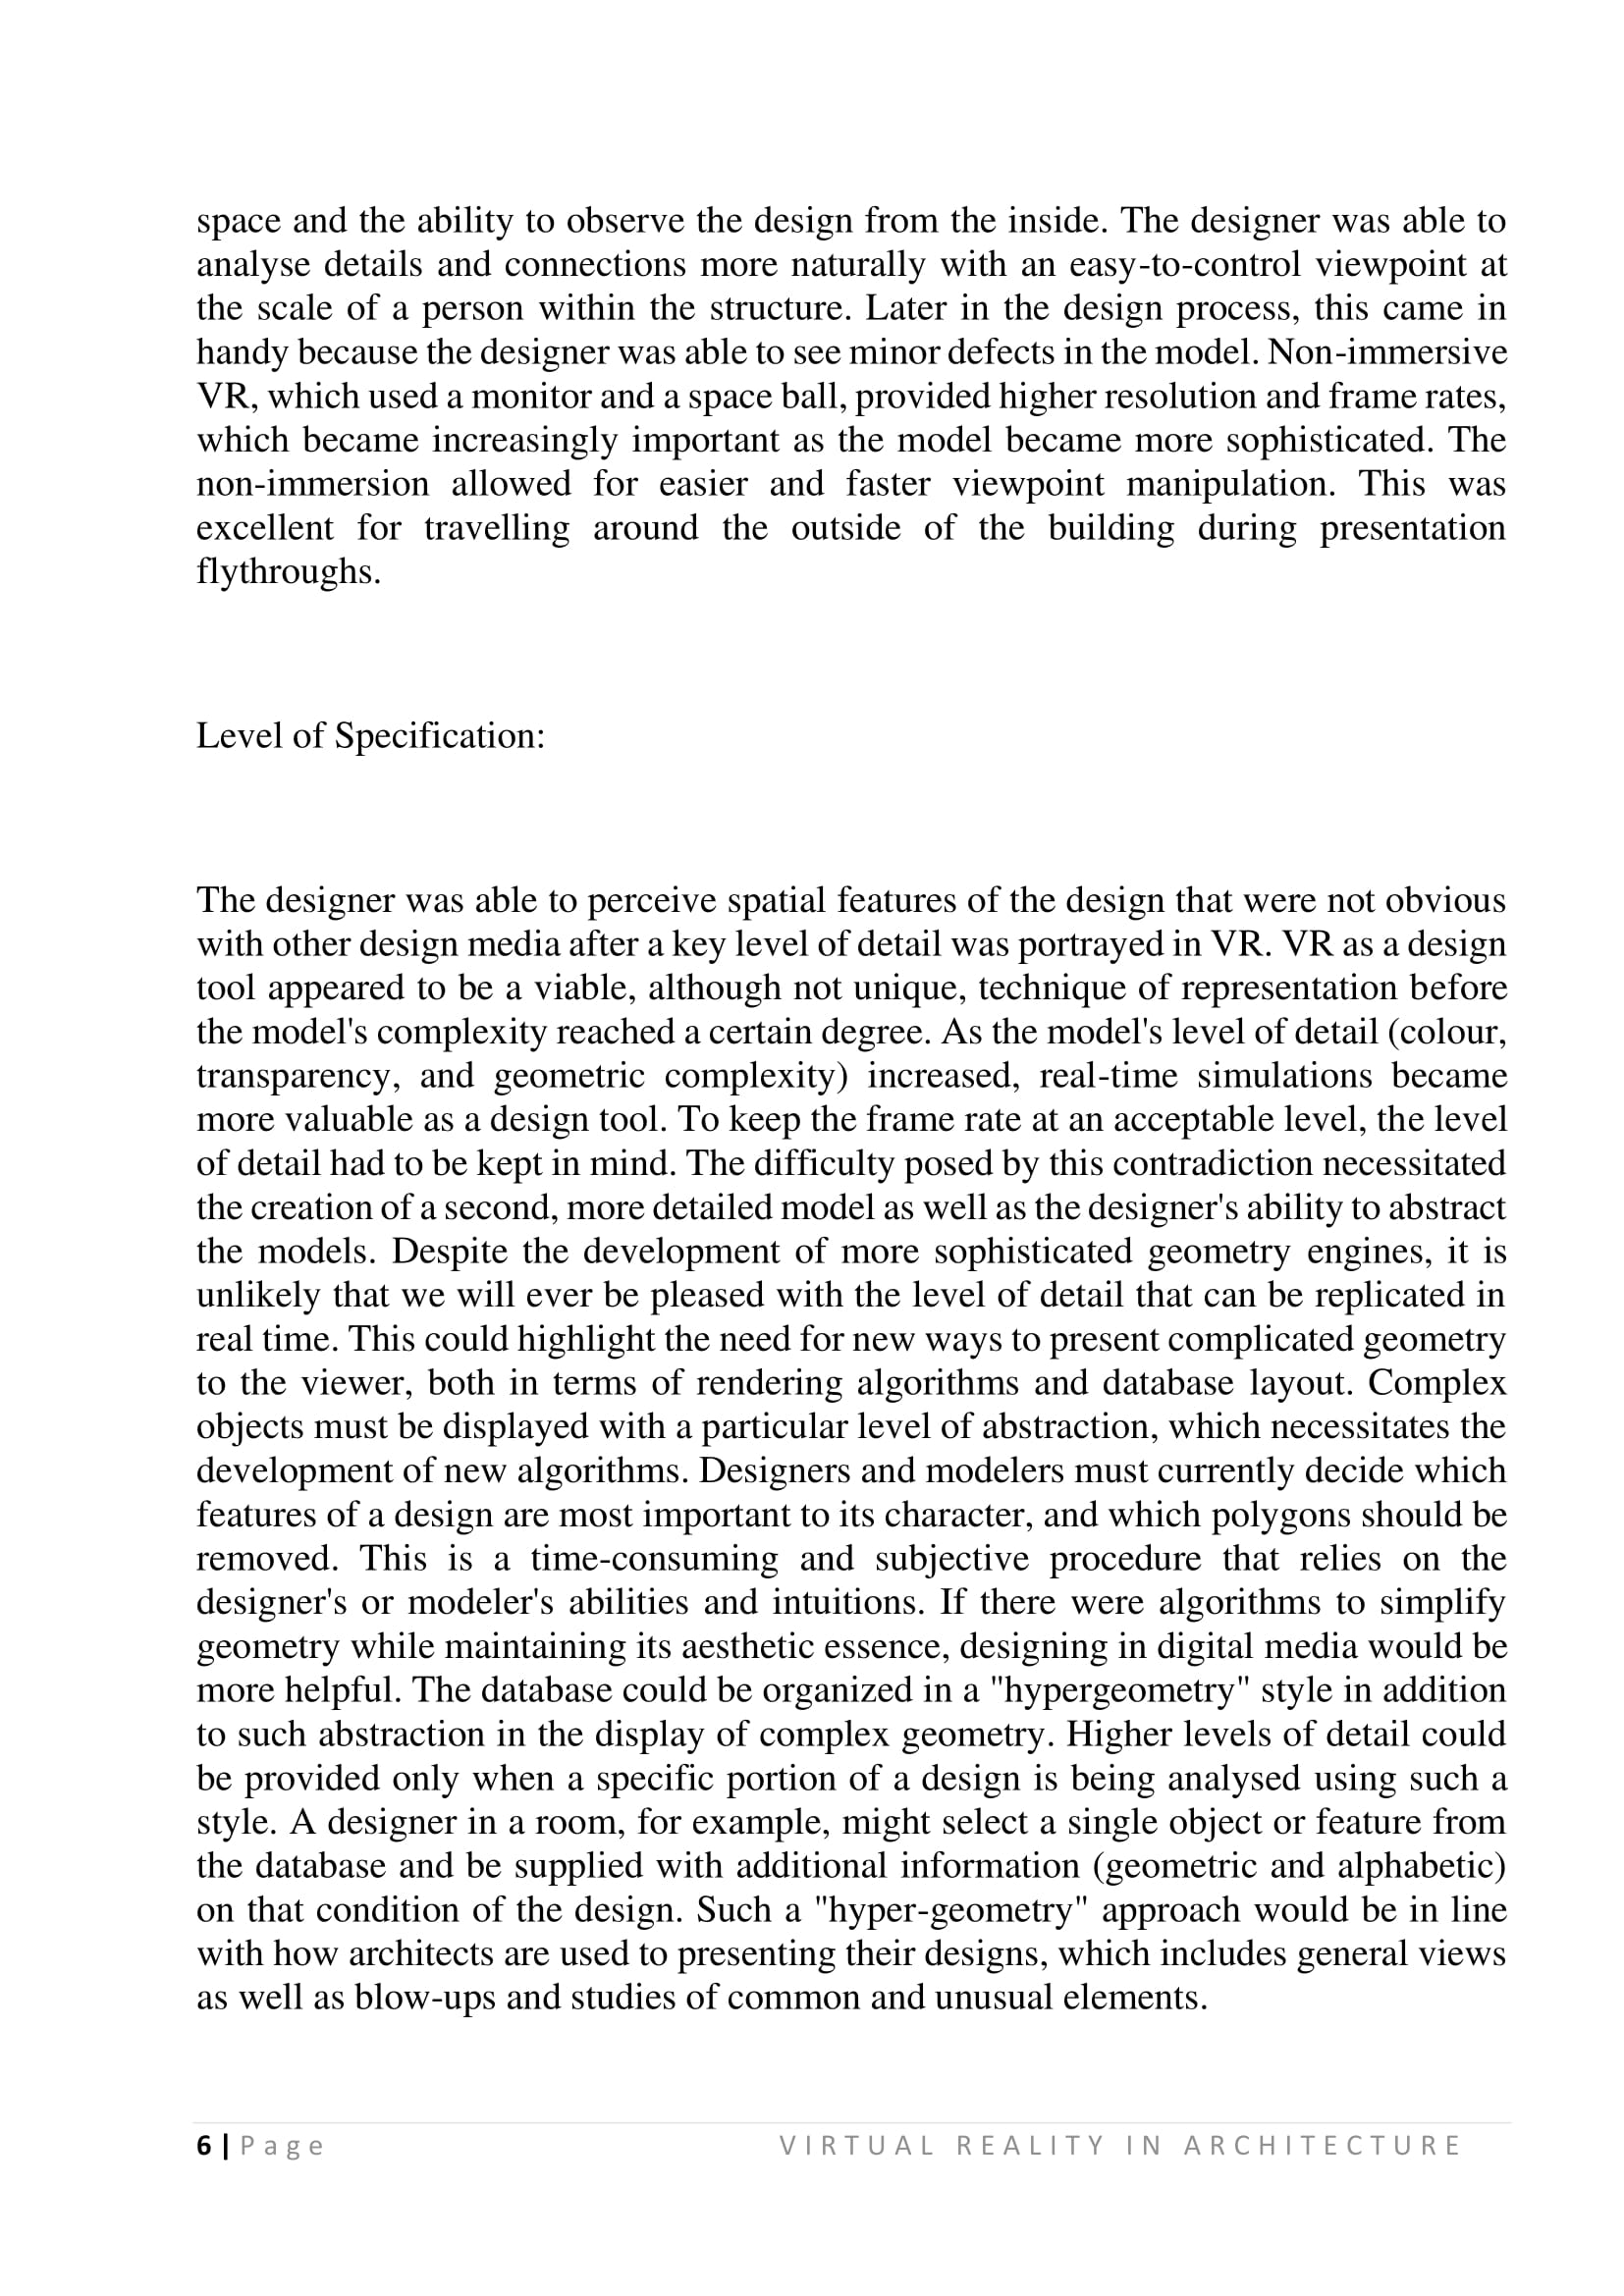 space and the ability to observe the design from the inside. The designer was able to
analyse details and connections more naturally with an easy-to-control viewpoint at
the scale of a person within the structure. Later in the design process, this came in
handy because the designer was able to see minor defects in the model. Non-immersive
VR, which used a monitor and a space ball, provided higher resolution and frame rates,
which became increasingly important as the model became more sophisticated. The
non-immersion allowed for easier and faster viewpoint manipulation. This was
excellent for travelling around the outside of the building during presentation
flythroughs.
Level of Specification:
The designer was able to perceive spatial features of the design that were not obvious
with other design media after a key level of detail was portrayed in VR. VR as a design
tool appeared to be a viable, although not unique, technique of representation before
the model's complexity reached a certain degree. As the model's level of detail (colour,
transparency, and geometric complexity) increased, real-time simulations became
more valuable as a design tool. To keep the frame rate at an acceptable level, the level
of detail had to be kept in mind. The difficulty posed by this contradiction necessitated
the creation of a second, more detailed model as well as the designer's ability to abstract
the models. Despite the development of more sophisticated geometry engines, it is
unlikely that we will ever be pleased with the level of detail that can be replicated in
real time. This could highlight the need for new ways to present complicated geometry
to the viewer, both in terms of rendering algorithms and database layout. Complex
objects must be displayed with a particular level of abstraction, which necessitates the
development of new algorithms. Designers and modelers must currently decide which
features of a design are most important to its character, and which polygons should be
removed. This is a time-consuming and subjective procedure that relies on the
designer's or modeler's abilities and intuitions. If there were algorithms to simplify
geometry while maintaining its aesthetic essence, designing in digital media would be
more helpful. The database could be organized in a "hypergeometry" style in addition
to such abstraction in the display of complex geometry. Higher levels of detail could
be provided only when a specific portion of a design is being analysed using such a
style. A designer in a room, for example, might select a single object or feature from
the database and be supplied with additional information (geometric and alphabetic)
on that condition of the design. Such a "hyper-geometry" approach would be in line
with how architects are used to presenting their designs, which includes general views
as well as blow-ups and studies of common and unusual elements.
6 | Page VIRTUAL REALITY IN ARCHITECTURE